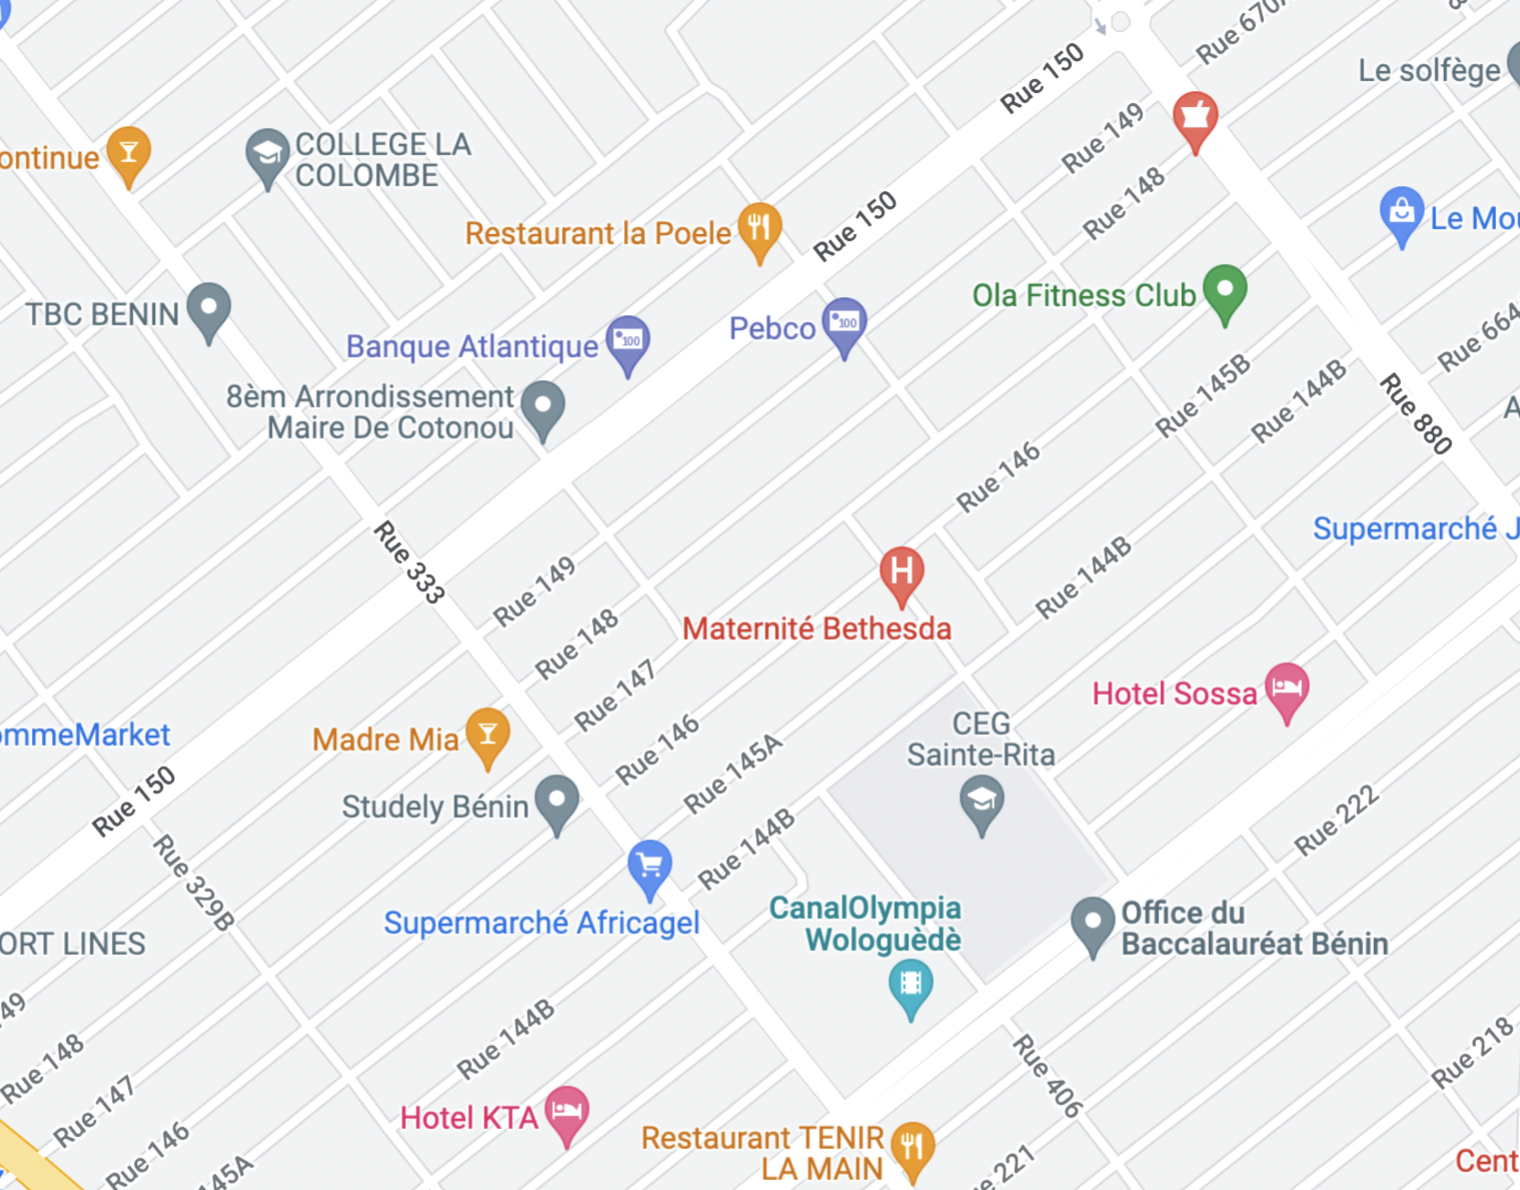 Rue 150
Rue 670A
Le solfège
ontinue
COLLEGE LA
COLOMBE
Rue 149
Rue 148
Restaurant la Poele
Rue 150
Le Mou
TBC BENIN
Ola Fitness Club
Banque Atlantique
Pebco
Rue 664
8èm Arrondissement
Maire De Cotonou
Rue 145B
Rue 144B
Rue 880
A
Rue 146
Supermarché J
Rue 333
Rue 149
Rue 144B
Rue 148
Maternité Bethesda
Rue 147
Hotel Sossa
ommeMarket
Madre Mia
Rue 146
CEG
Sainte-Rita
Rue 150
Rue 145A
Studely Bénin
Rue 222
Rue 144B
Rue 329B
Supermarché Africagel
CanalOlympia
Wologuèdè
Office du
Baccalauréat Bénin
ORT LINES
49
Rue 144B
Rue 148
Rue 406
Rue 218
Rue 147
Hotel KTA
Restaurant TENIR
LA MAIN
Rue 146
145A
e 221
Cent